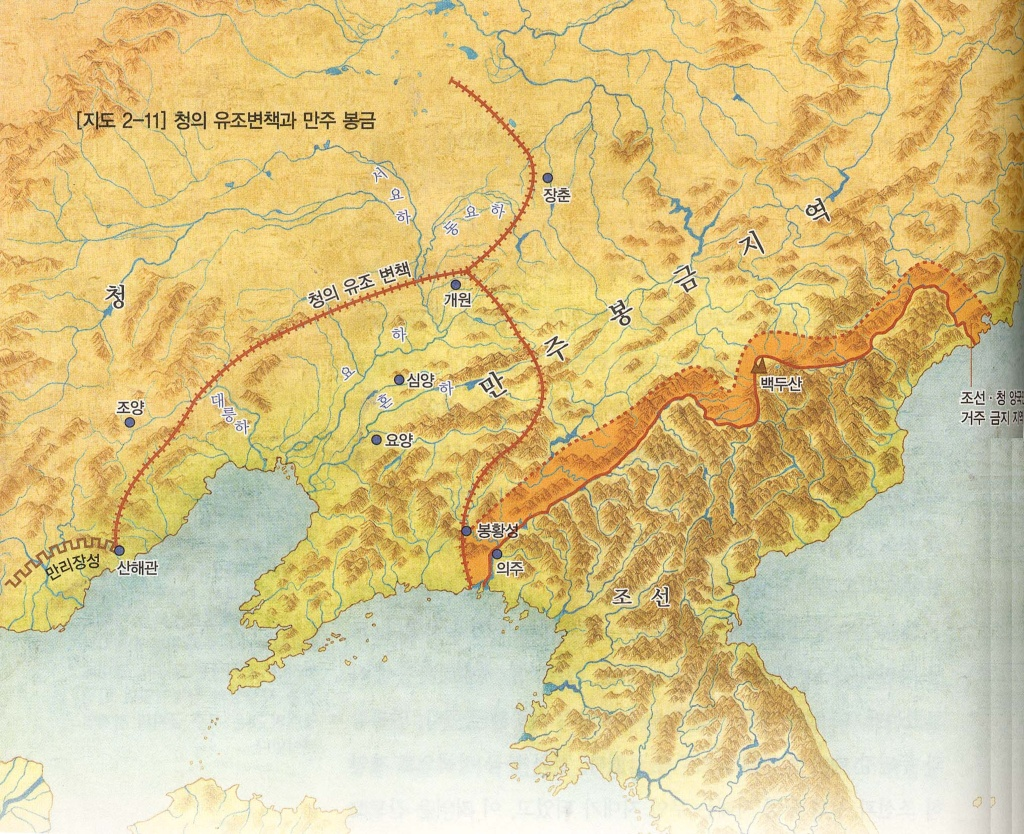 [지도 2-11] 청의 유조변책과 만주 봉금
서요하
동요하
장춘
만주 봉금지역
청
청의 유조 변책
개원
요하
심양
혼하
대릉하
조양
요양
백두산
조선·청 양국
거주 금지 지역
봉황성
만리장성
산해관
의주
조선